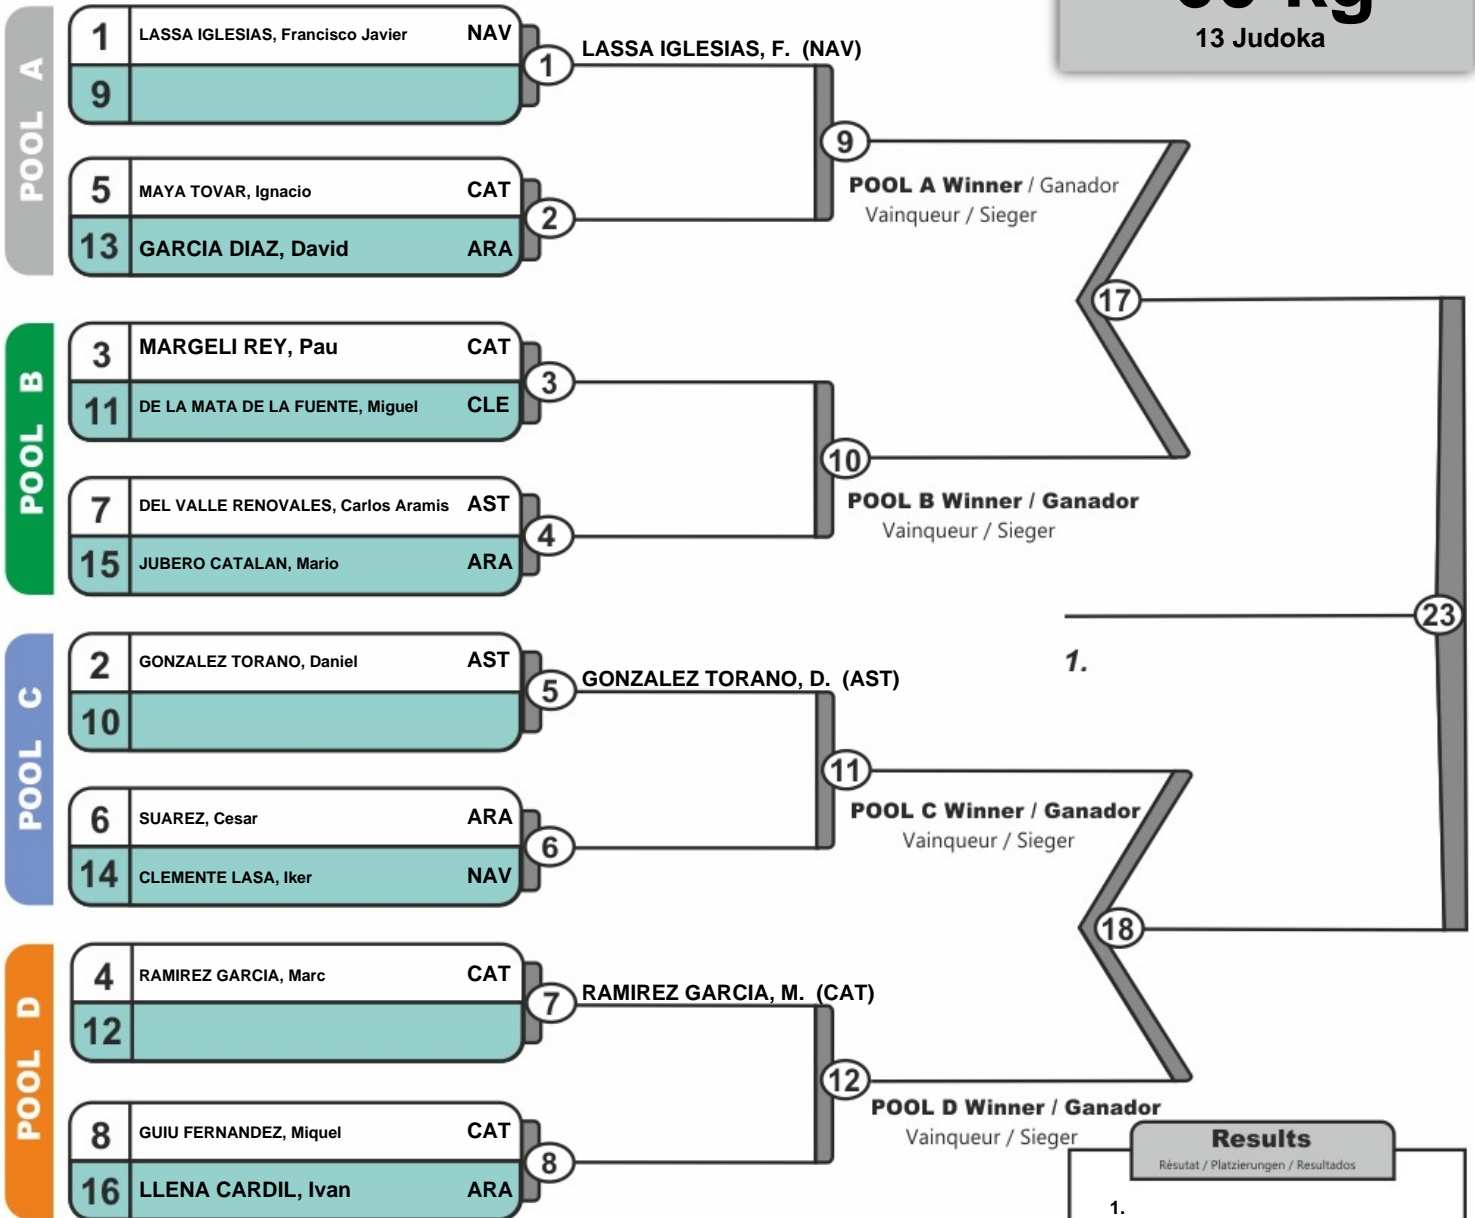 Kg
13 Judoka
POOL A
1 LASSA IGLESIAS, Francisco Javier NAV
9
1 LASSA IGLESIAS, F. (NAV)
5 MAYA TOVAR, Ignacio CAT
13 GARCIA DIAZ, David ARA
2
9
POOL A Winner / Ganador
Vainqueur / Sieger
POOL B
3 MARGELI REY, Pau CAT
11 DE LA MATA DE LA FUENTE, Miguel CLE
3
7 DEL VALLE RENOVALES, Carlos Aramis AST
15 JUBERO CATALAN, Mario ARA
4
10
POOL B Winner / Ganador
Vainqueur / Sieger
17
POOL C
2 GONZALEZ TORANO, Daniel AST
10
5 GONZALEZ TORANO, D. (AST)
6 SUAREZ, Cesar ARA
14 CLEMENTE LASA, Iker NAV
6
11
POOL C Winner / Ganador
Vainqueur / Sieger
23
1.
POOL D
4 RAMIREZ GARCIA, Marc CAT
12
7 RAMIREZ GARCIA, M. (CAT)
8 GUIU FERNANDEZ, Miquel CAT
16 LLENA CARDIL, Ivan ARA
8
12
POOL D Winner / Ganador
Vainqueur / Sieger
18
Results
Résutat / Platzierungen / Resultados
1.